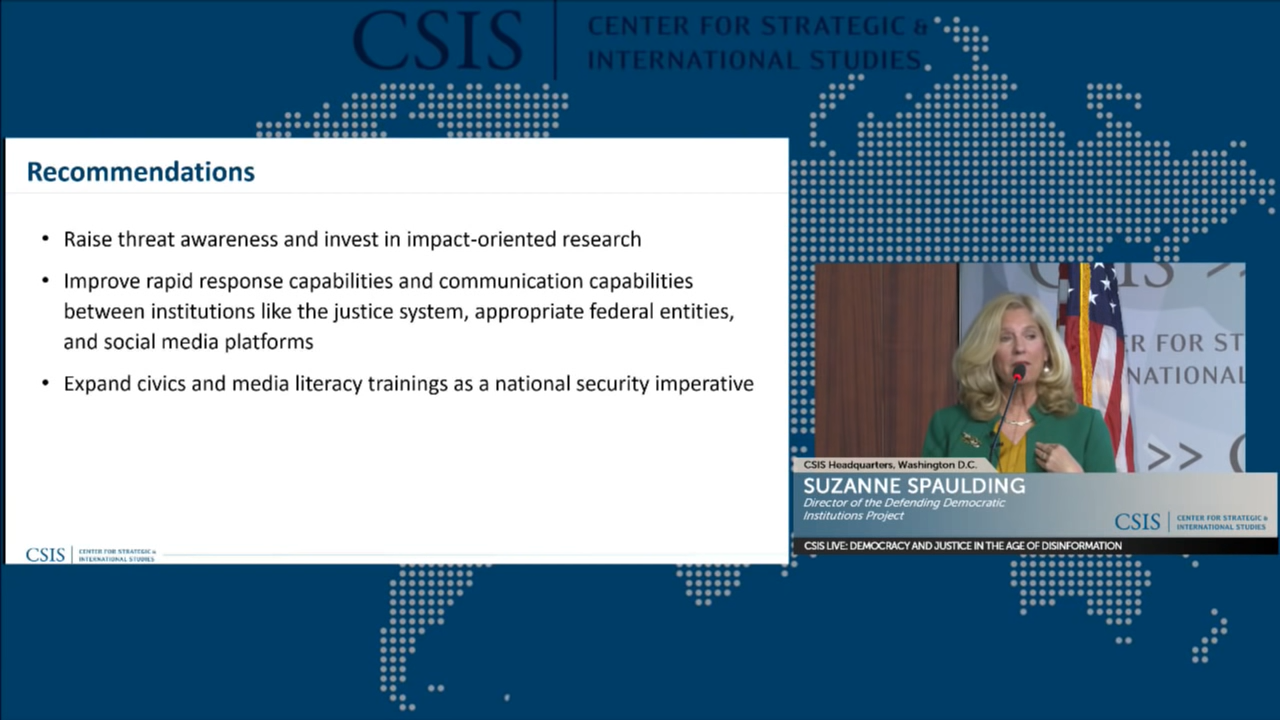 CSIS
CENTER FOR STRATEGIC &
INTERNATIONAL STUDIES
Recommendations
• Raise threat awareness and invest in impact-oriented research
• Improve rapid response capabilities and communication capabilities
between institutions like the justice system, appropriate federal entities,
and social media platforms
• Expand civics and media literacy trainings as a national security imperative
CSIS
CENTER FOR STRATEGIC &
INTERNATIONAL STUDIES
CSIS >>
R FOR ST
NATIONAL
>> C
CSIS Headquarters, Washington D.C.
SUZANNE SPAULDING
Director of the Defending Democratic
Institutions Project
CSIS
CENTER FOR STRATEGIC &
INTERNATIONAL STUDIES
CSIS LIVE: DEMOCRACY AND JUSTICE IN THE AGE OF DISINFORMATION